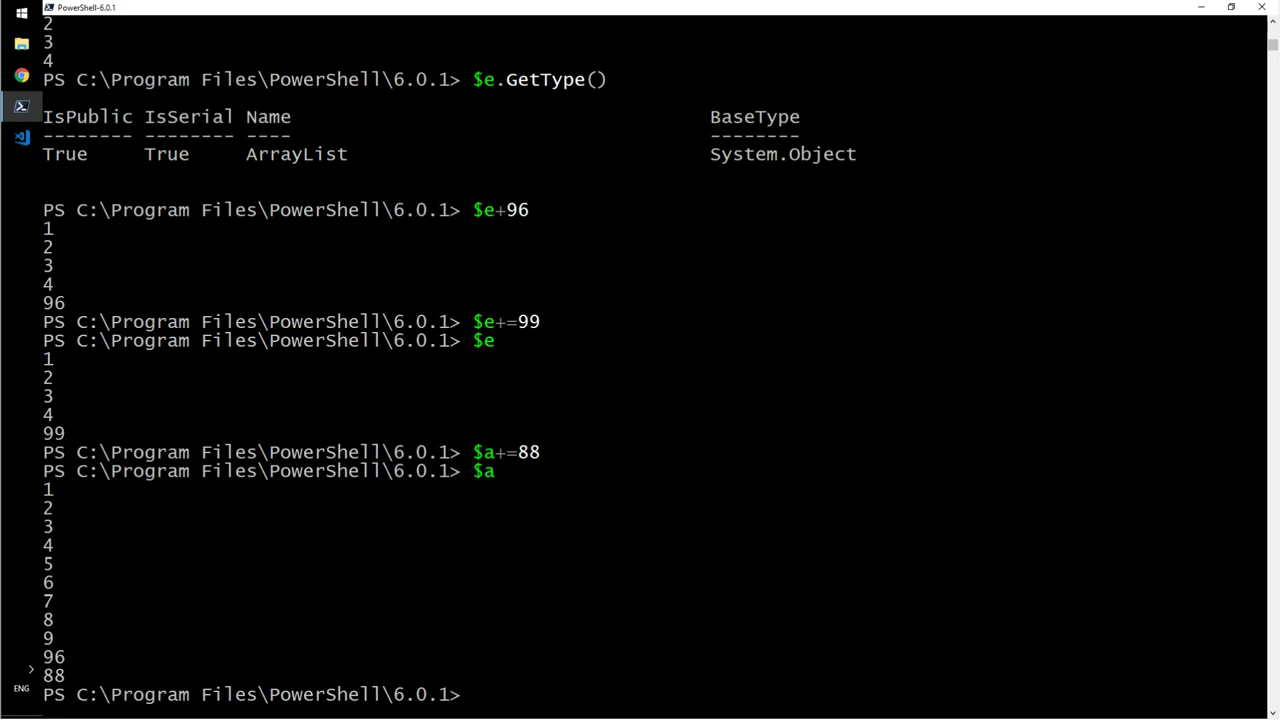 PowerShell-6.0.1
2
3
4
PS C:\Program Files\PowerShell\6.0.1> $e.GetType()
IsPublic IsSerial Name                                     BaseType
-------- -------- ----                                     --------
True     True     ArrayList                                System.Object
PS C:\Program Files\PowerShell\6.0.1> $e+96
1
2
3
4
96
PS C:\Program Files\PowerShell\6.0.1> $e+=99
PS C:\Program Files\PowerShell\6.0.1> $e
1
2
3
4
99
PS C:\Program Files\PowerShell\6.0.1> $a+=88
PS C:\Program Files\PowerShell\6.0.1> $a
1
2
3
4
5
6
7
8
9
96
88
PS C:\Program Files\PowerShell\6.0.1>
ENG